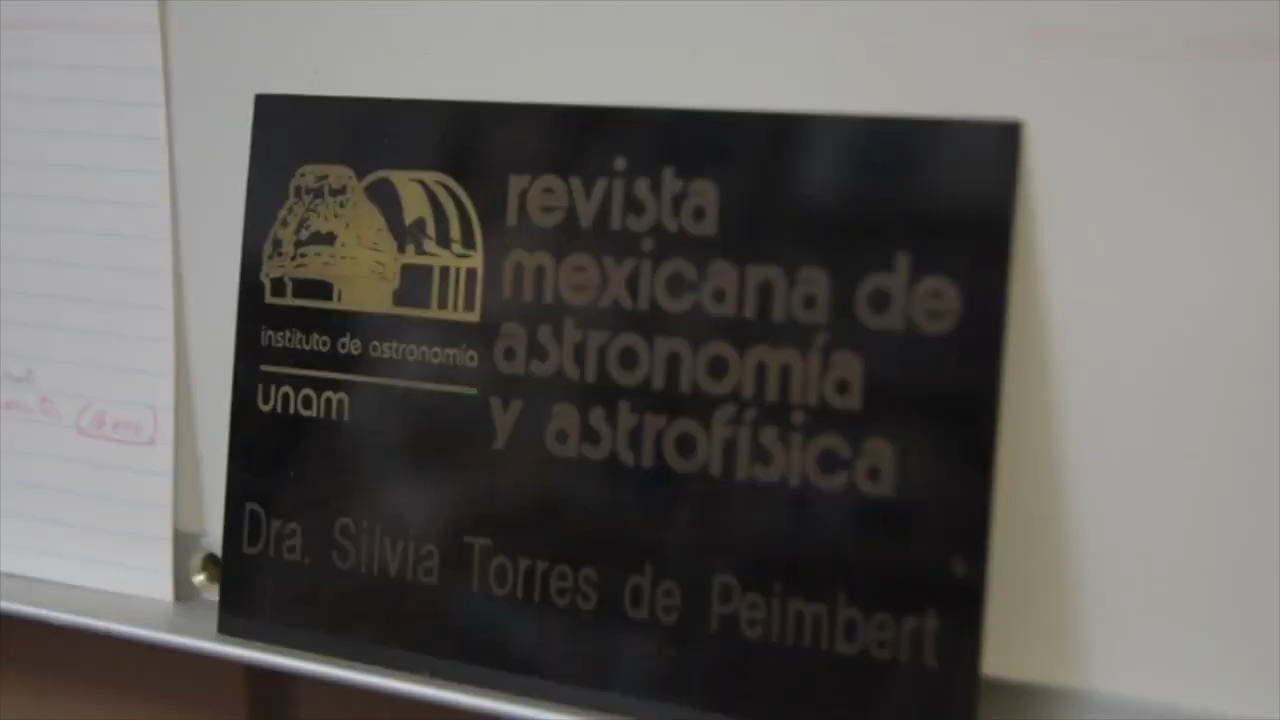 revista
mexicana de
astronomía
y astrofísica
instituto de astronomía
unam
Dra. Silvia Torres de Peimbert